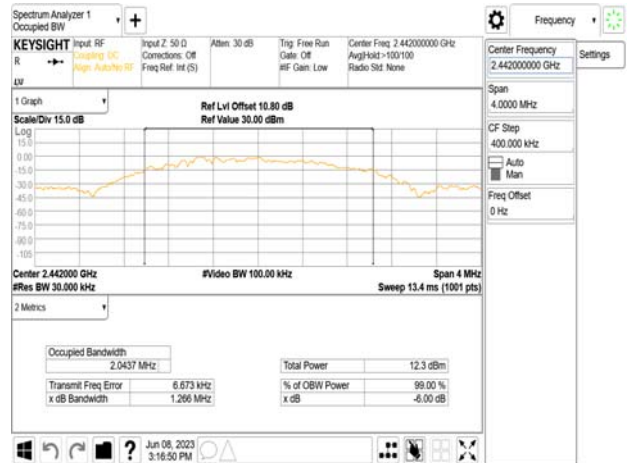 Spectrum Analyzer 1
Occupied BW
Frequency
KEYSIGHT Input: RF Input Z: 50 Ω Atten: 30 dB Trig: Free Run Center Freq: 2.442000000 GHz
R Coupling: DC Corrections: Off Gate: Off Avg|Hold:>100/100
Align: Auto/No RF Freq Ref: Int (S) #IF Gain: Low Radio Std: None
Center Frequency
2.442000000 GHz
Settings
Span
4.0000 MHz
CF Step
400.000 kHz
Auto
Man
Freq Offset
0 Hz
1 Graph
Ref Lvl Offset 10.80 dB
Scale/Div 15.0 dB Ref Value 30.00 dBm
Log
15.0
0.00
-15.0
-30.0
-45.0
-60.0
-75.0
-90.0
-105
Center 2.442000 GHz #Video BW 100.00 kHz Span 4 MHz
#Res BW 30.000 kHz Sweep 13.4 ms (1001 pts)
2 Metrics
Occupied Bandwidth
2.0437 MHz
Total Power 12.3 dBm
Transmit Freq Error 6.673 kHz % of OBW Power 99.00 %
x dB Bandwidth 1.266 MHz x dB -6.00 dB
Jun 08, 2023
3:16:50 PM